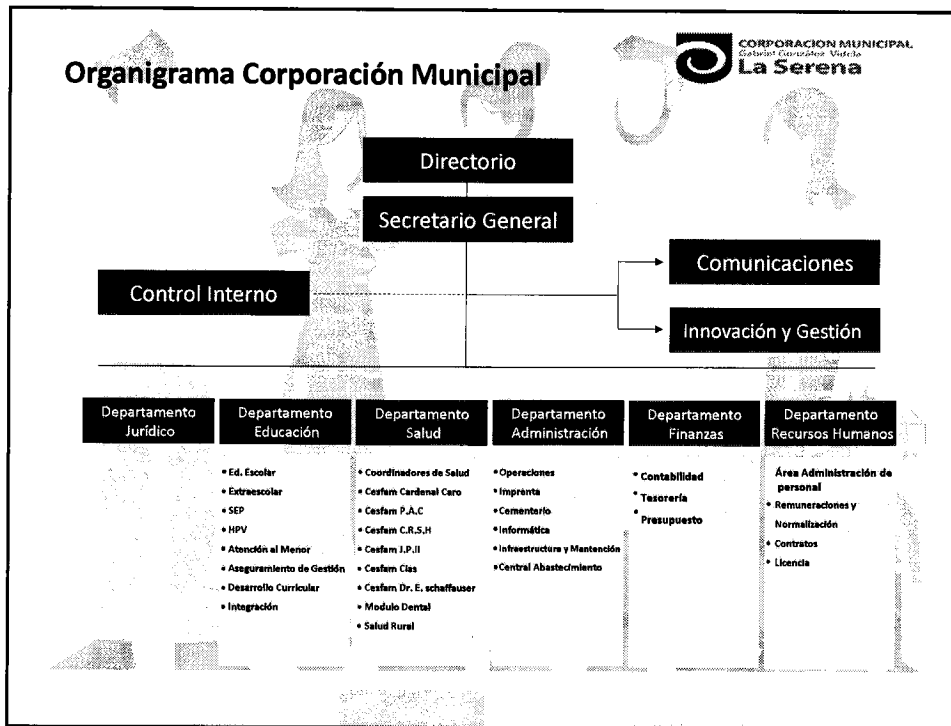 Organigrama Corporación Municipal
CORPORACION MUNICIPAL
Gabriel González Videla
La Serena
Directorio
Secretario General
Control Interno
Comunicaciones
Innovación y Gestión
Departamento
Jurídico
Departamento
Educación
• Ed. Escolar
• Extraescolar
• SEP
• HPV
• Atención al Menor
• Aseguramiento de Gestión
• Desarrollo Curricular
• Integración
Departamento
Salud
• Coordinadores de Salud
• Cesfam Cardenal Caro
• Cesfam P.A.C
• Cesfam C.R.S.H
• Cesfam J.P.II
• Cesfam Cias
• Cesfam Dr. E. schaffauser
• Modulo Dental
• Salud Rural
Departamento
Administración
• Operaciones
• Imprenta
• Cementerio
• Informática
• Infraestructura y Mantención
• Central Abastecimiento
Departamento
Finanzas
• Contabilidad
• Tesorería
• Presupuesto
Departamento
Recursos Humanos
Área Administración de
personal
• Remuneraciones y
Normalización
• Contratos
• Licencia